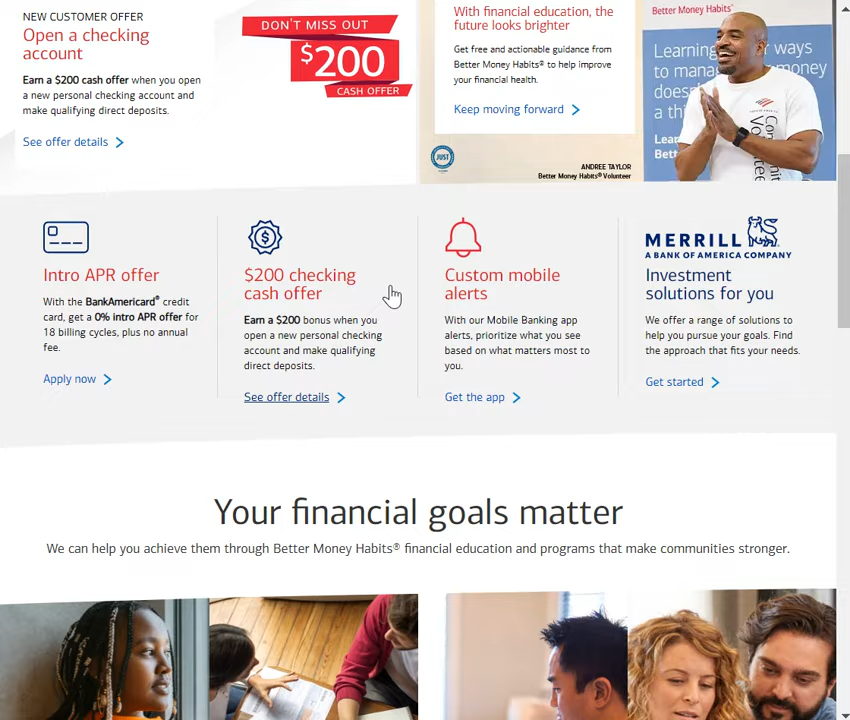 NEW CUSTOMER OFFER
Open a checking
account
Earn a $200 cash offer when you open
a new personal checking account and
make qualifying direct deposits.
See offer details
DON'T MISS OUT
$200
CASH OFFER
With financial education, the
future looks brighter
Get free and actionable guidance from
Better Money Habits® to help improve
your financial health.
Keep moving forward
JUST
ANDREE TAYLOR
Better Money Habits® Volunteer
Better Money Habits
Learning
ways
to mana
money
does
a thi
Lear
Bett
Intro APR offer
With the BankAmericard® credit
card, get a 0% intro APR offer for
18 billing cycles, plus no annual
fee.
Apply now
$200 checking
cash offer
Earn a $200 bonus when you
open a new personal checking
account and make qualifying
direct deposits.
See offer details
Custom mobile
alerts
With our Mobile Banking app
alerts, prioritize what you see
based on what matters most to
you.
Get the app
MERRILL
A BANK OF AMERICA COMPANY
Investment
solutions for you
We offer a range of solutions to
help you pursue your goals. Find
the approach that fits your needs.
Get started
Your financial goals matter
We can help you achieve them through Better Money Habits® financial education and programs that make communities stronger.